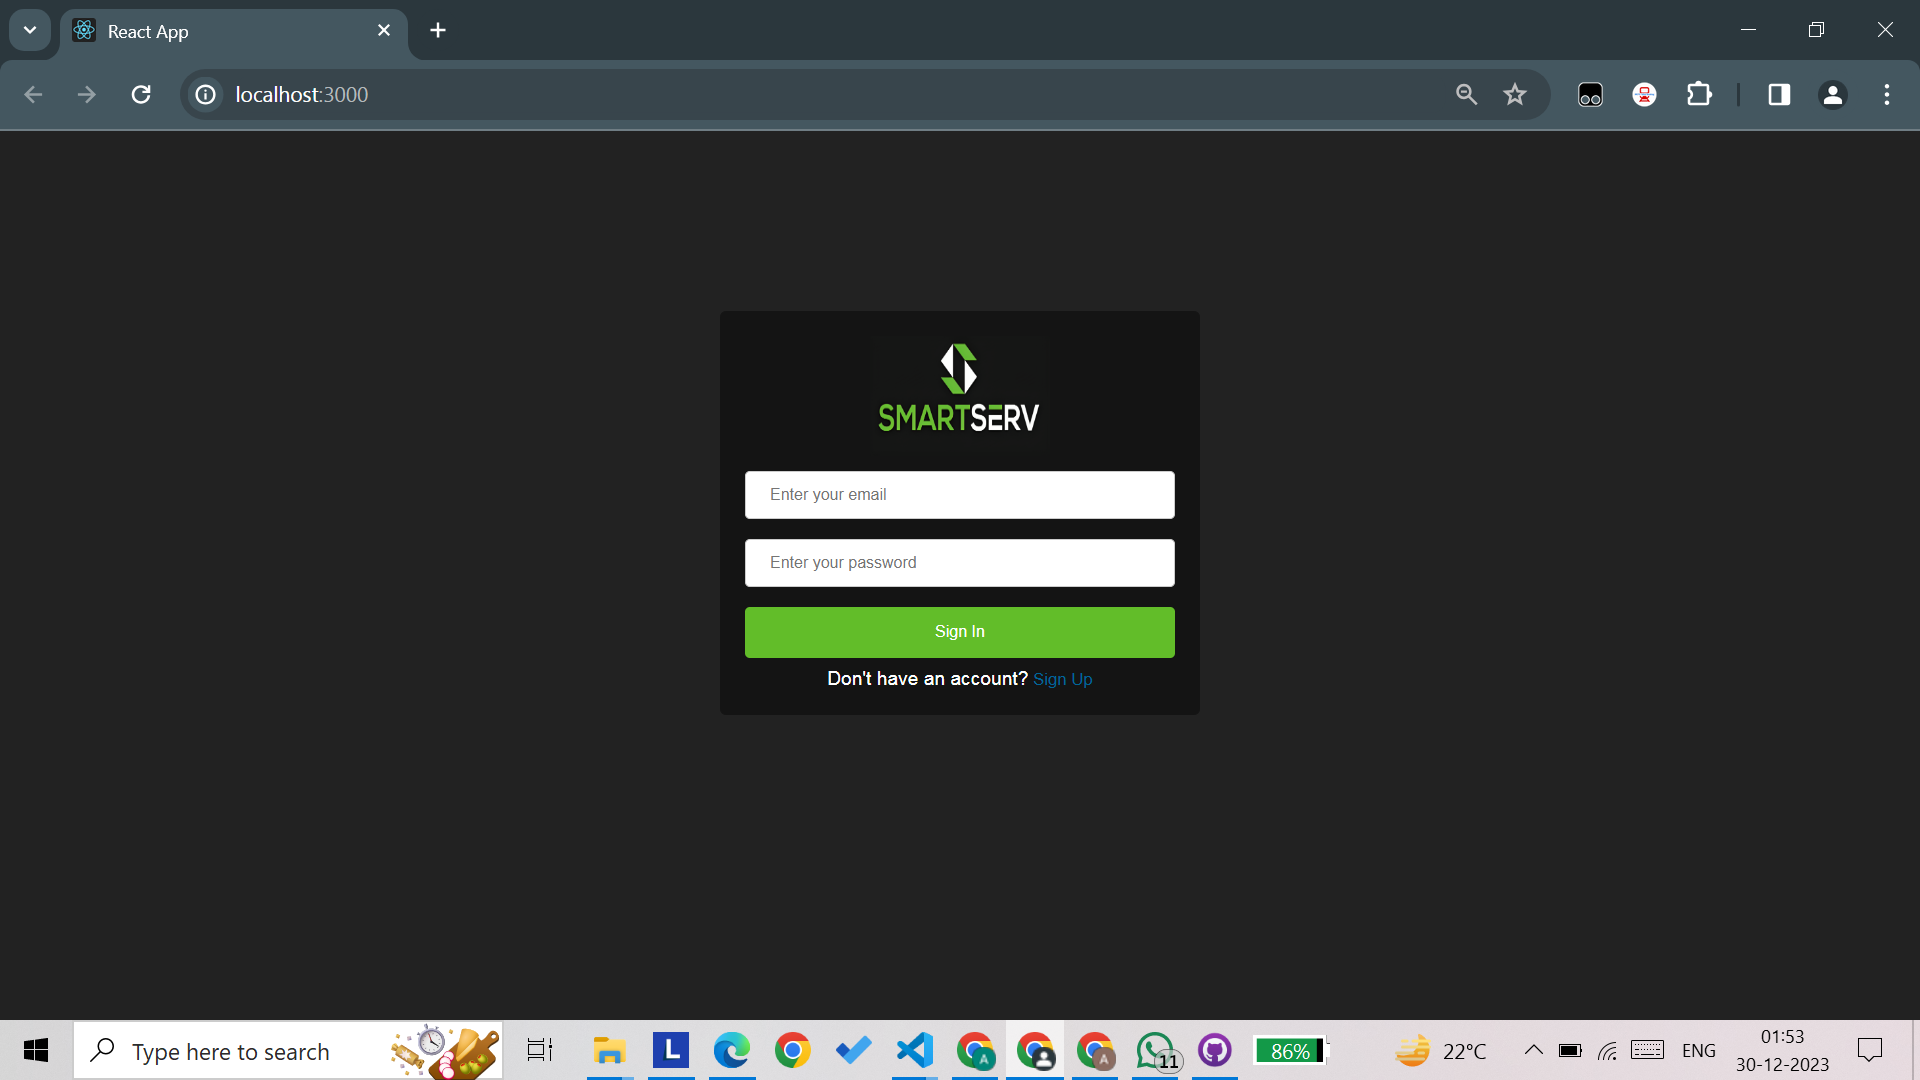 React App
localhost:3000
SMARTSERV
Enter your email
Enter your password
Sign In
Don't have an account? Sign Up
Type here to search
L
A
A
11
86%
22°C
ENG
01:53
30-12-2023